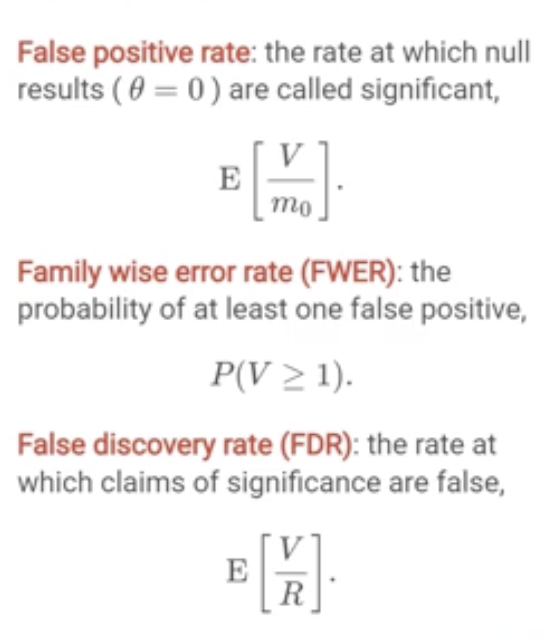 False positive rate: the rate at which null
results ( θ = 0 ) are called significant,
E [ V / m₀ ] .
Family wise error rate (FWER): the
probability of at least one false positive,
P(V ≥ 1).
False discovery rate (FDR): the rate at
which claims of significance are false,
E [ V / R ] .